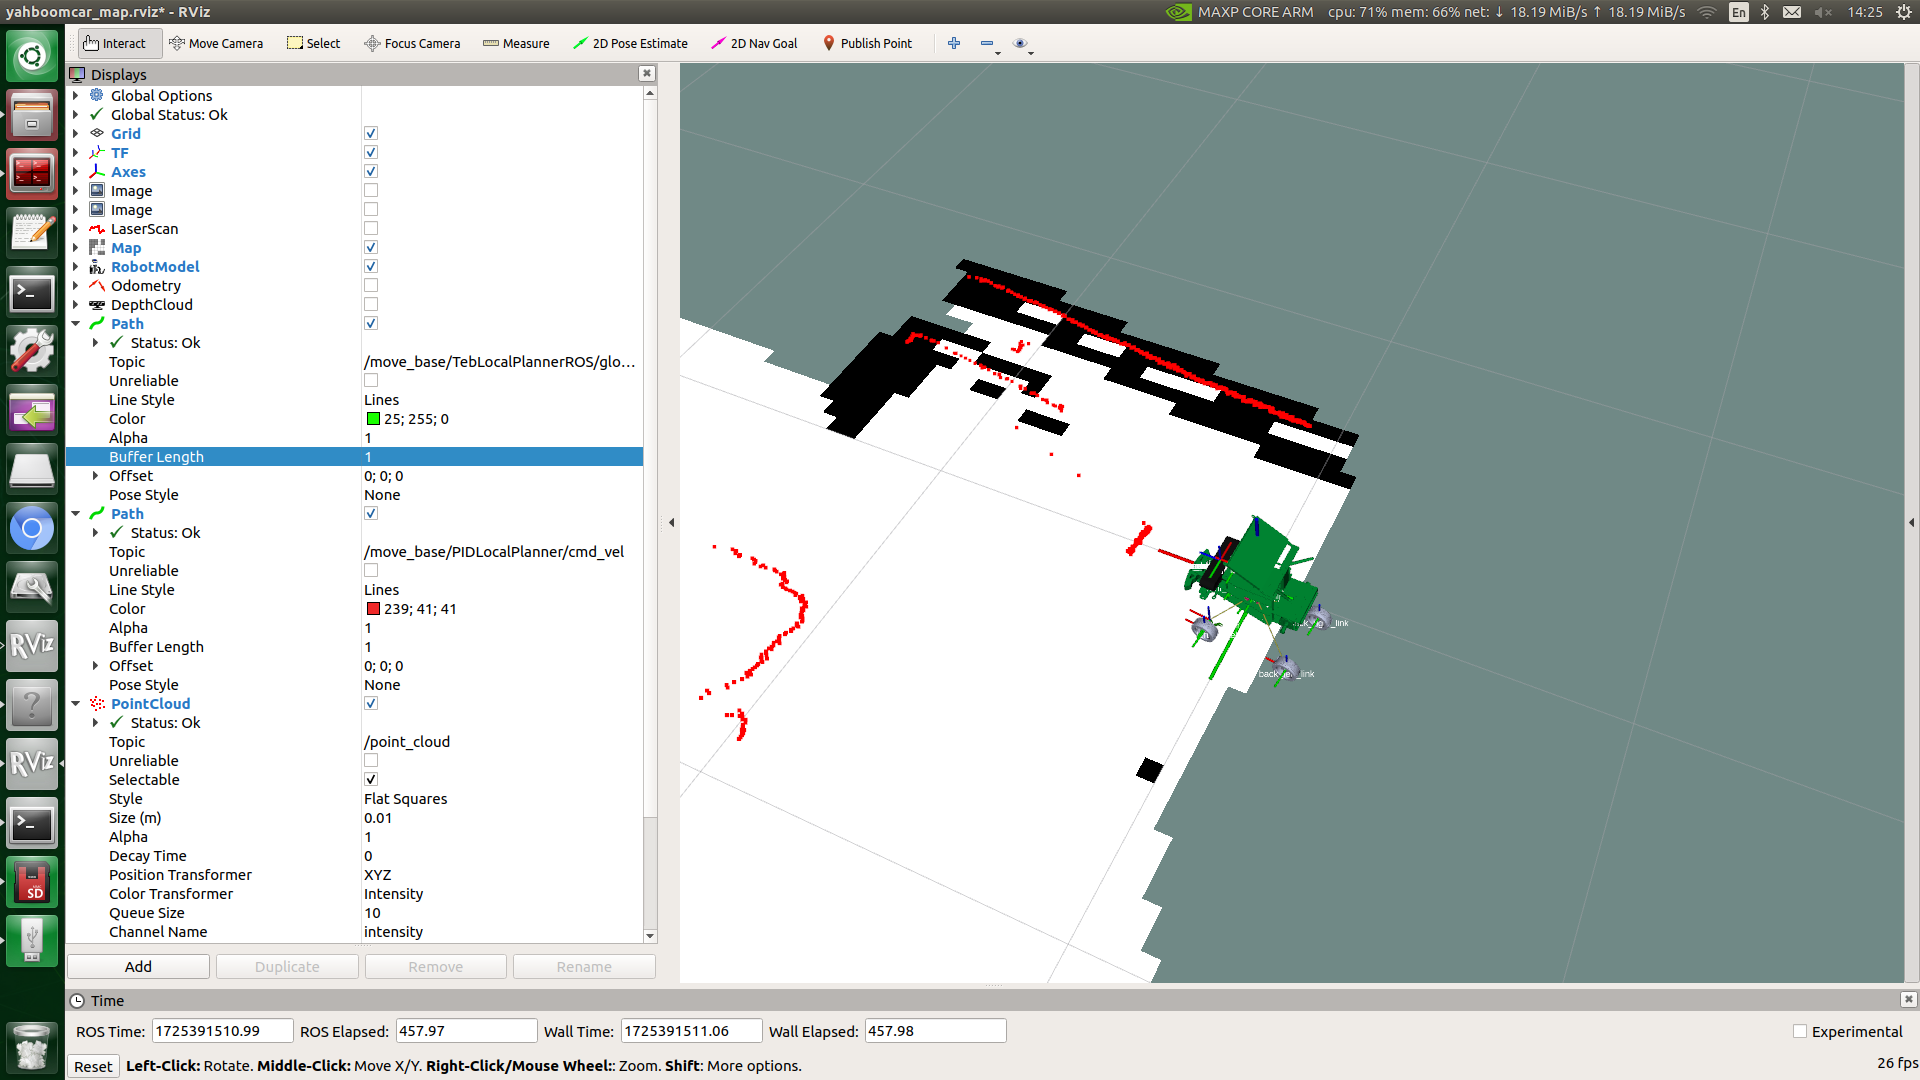 yahboomcar_map.rviz* - RViz
MAXP CORE ARM cpu: 71% mem: 66% net: ↓ 18.19 MiB/s ↑ 18.19 MiB/s En 14:25
Interact Move Camera Select Focus Camera Measure 2D Pose Estimate 2D Nav Goal Publish Point
Displays
Global Options
Global Status: Ok
Grid
TF
Axes
Image
Image
LaserScan
Map
RobotModel
Odometry
DepthCloud
Path
Status: Ok
Topic /move_base/TebLocalPlannerROS/glo...
Unreliable
Line Style Lines
Color 25; 255; 0
Alpha 1
Buffer Length 1
Offset 0; 0; 0
Pose Style None
Path
Status: Ok
Topic /move_base/PIDLocalPlanner/cmd_vel
Unreliable
Line Style Lines
Color 239; 41; 41
Alpha 1
Buffer Length 1
Offset 0; 0; 0
Pose Style None
PointCloud
Status: Ok
Topic /point_cloud
Unreliable
Selectable
Style Flat Squares
Size (m) 0.01
Alpha 1
Decay Time 0
Position Transformer XYZ
Color Transformer Intensity
Queue Size 10
Channel Name intensity
Add Duplicate Remove Rename
RViz
RViz
SD
Time
ROS Time: 1725391510.99 ROS Elapsed: 457.97 Wall Time: 1725391511.06 Wall Elapsed: 457.98 Experimental
Reset Left-Click: Rotate. Middle-Click: Move X/Y. Right-Click/Mouse Wheel:: Zoom. Shift: More options. 26 fps